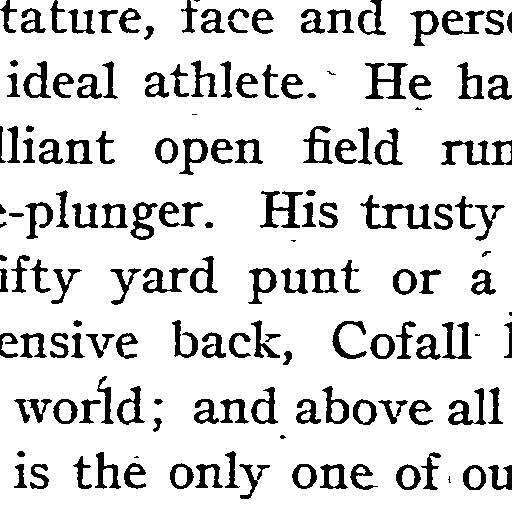 tature, face and pers
ideal athlete. He ha
lliant open field run
e-plunger. His trusty
ifty yard punt or a
ensive back, Cofall
world; and above all
is the only one of ou